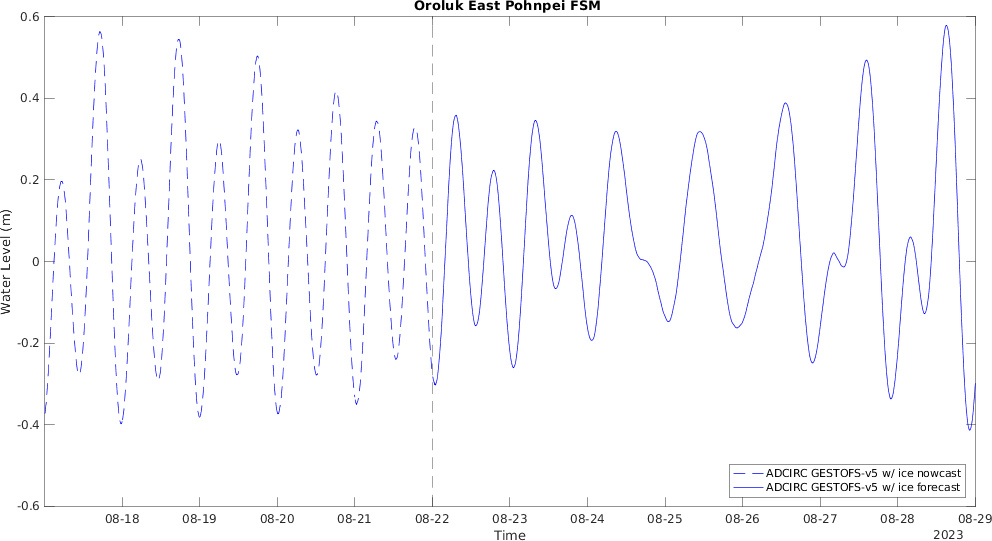 Oroluk East Pohnpei FSM
0.6
0.4
0.2
0
-0.2
-0.4
-0.6
Water Level (m)
ADCIRC GESTOFS-v5 w/ ice nowcast
ADCIRC GESTOFS-v5 w/ ice forecast
08-18 08-19 08-20 08-21 08-22 08-23 08-24 08-25 08-26 08-27 08-28 08-29
Time
2023